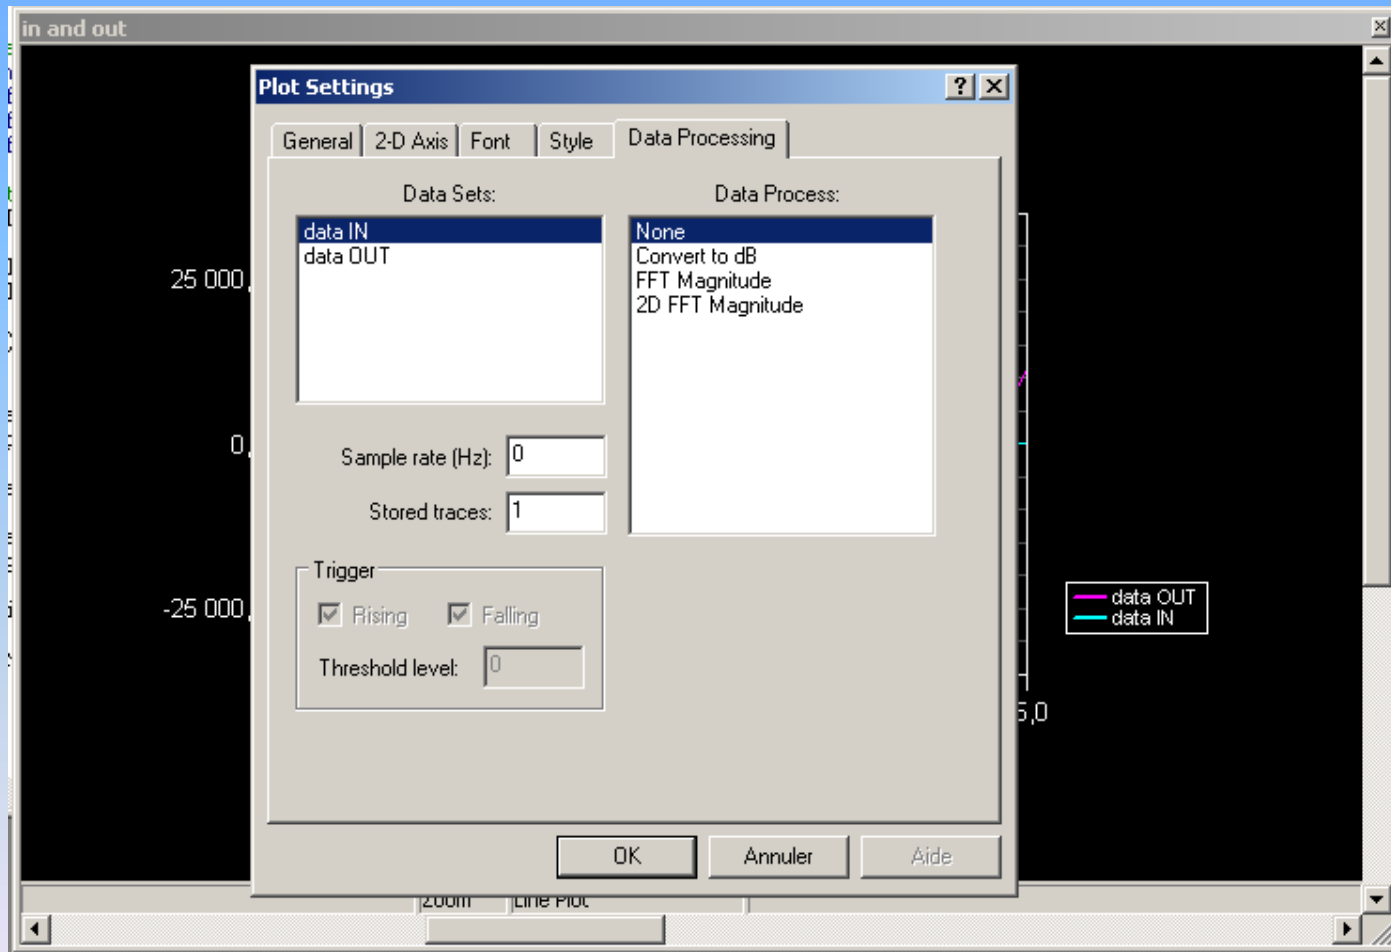 in and out
Plot Settings
General 2-D Axis Font Style Data Processing
Data Sets: Data Process:
data IN None
data OUT Convert to dB
FFT Magnitude
2D FFT Magnitude
25 000,
0,
Sample rate (Hz): 0
Stored traces: 1
Trigger
Rising Falling
-25 000,
Threshold level: 0
data OUT
data IN
5,0
OK Annuler Aide
Zoom Line Plot